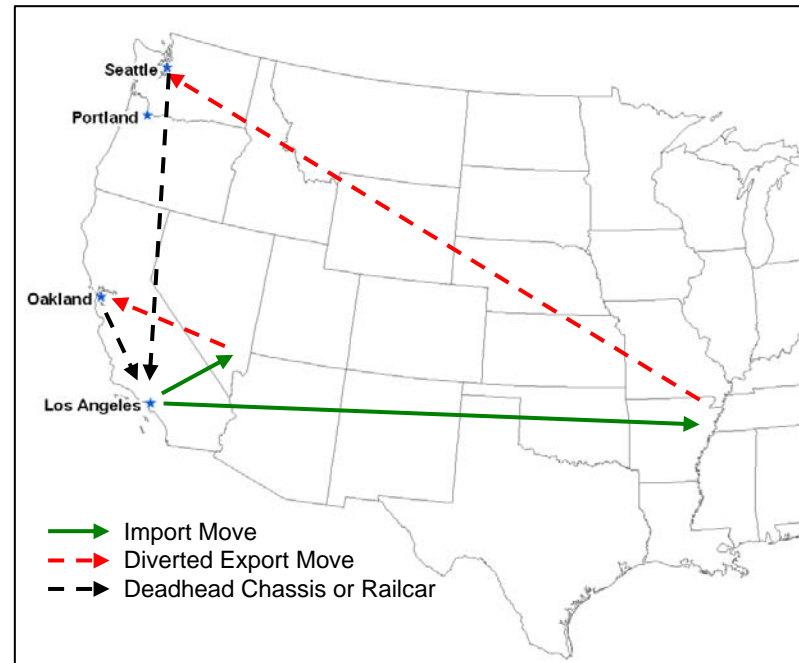 Seattle
Portland
Oakland
Los Angeles
Import Move
Diverted Export Move
Deadhead Chassis or Railcar